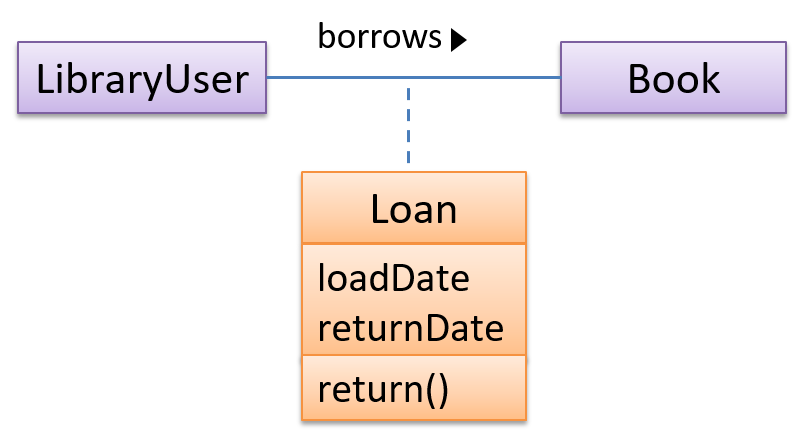 borrows
LibraryUser
Book
Loan
loadDate
returnDate
return()